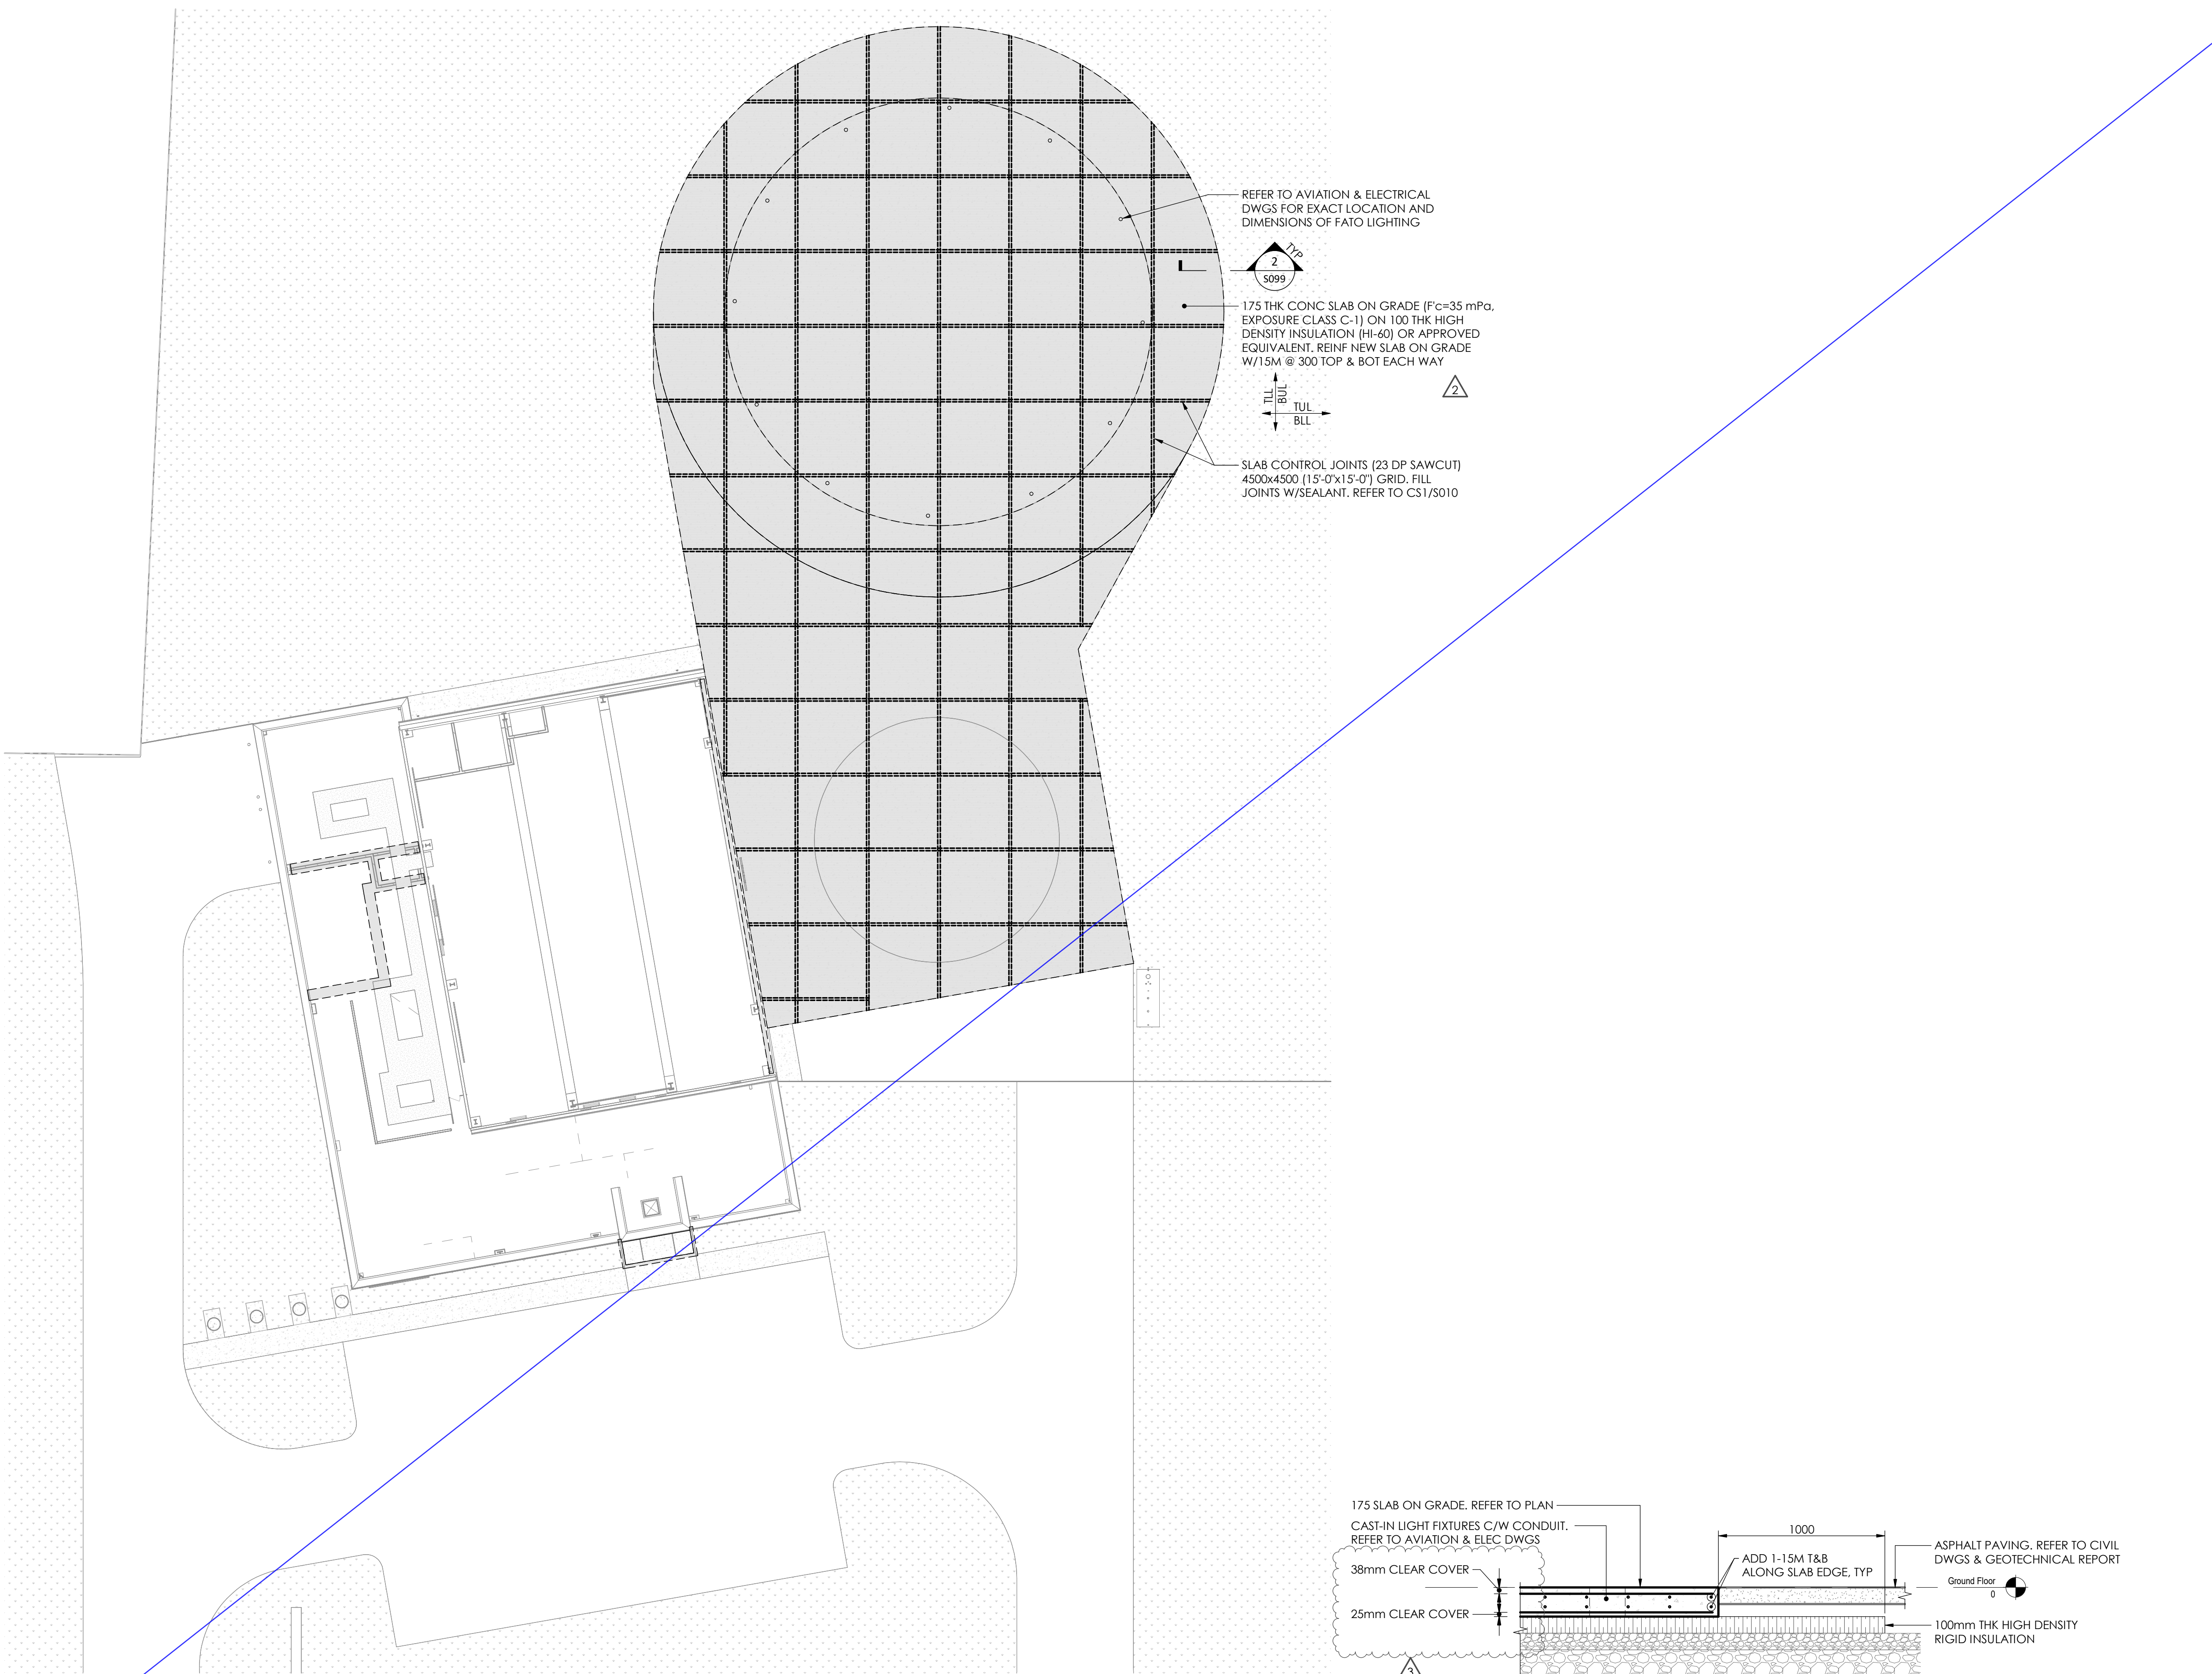 REFER TO AVIATION & ELECTRICAL
DWGS FOR EXACT LOCATION AND
DIMENSIONS OF FATO LIGHTING
TYP
2
S099
175 THK CONC SLAB ON GRADE (F'c=35 mPa,
EXPOSURE CLASS C-1) ON 100 THK HIGH
DENSITY INSULATION (HI-60) OR APPROVED
EQUIVALENT. REINF NEW SLAB ON GRADE
W/15M @ 300 TOP & BOT EACH WAY
2
TLL
BUL
TUL
BLL
SLAB CONTROL JOINTS (23 DP SAWCUT)
4500x4500 (15'-0"x15'-0") GRID. FILL
JOINTS W/SEALANT. REFER TO CS1/S010
175 SLAB ON GRADE. REFER TO PLAN
CAST-IN LIGHT FIXTURES C/W CONDUIT.
REFER TO AVIATION & ELEC DWGS
38mm CLEAR COVER
25mm CLEAR COVER
3
1000
ADD 1-15M T&B
ALONG SLAB EDGE, TYP
ASPHALT PAVING. REFER TO CIVIL
DWGS & GEOTECHNICAL REPORT
Ground Floor
0
100mm THK HIGH DENSITY
RIGID INSULATION